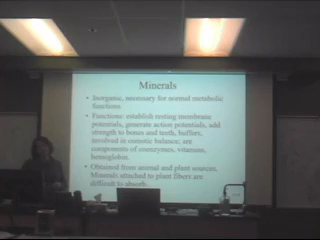 Minerals
• Inorganic, necessary for normal metabolic
functions
• Functions: establish resting membrane
potentials, generate action potentials, add
strength to bones and teeth, buffers,
involved in osmotic balance; are
components of coenzymes, vitamins,
hemoglobin.
• Obtained from animal and plant sources.
Minerals attached to plant fibers are
difficult to absorb.